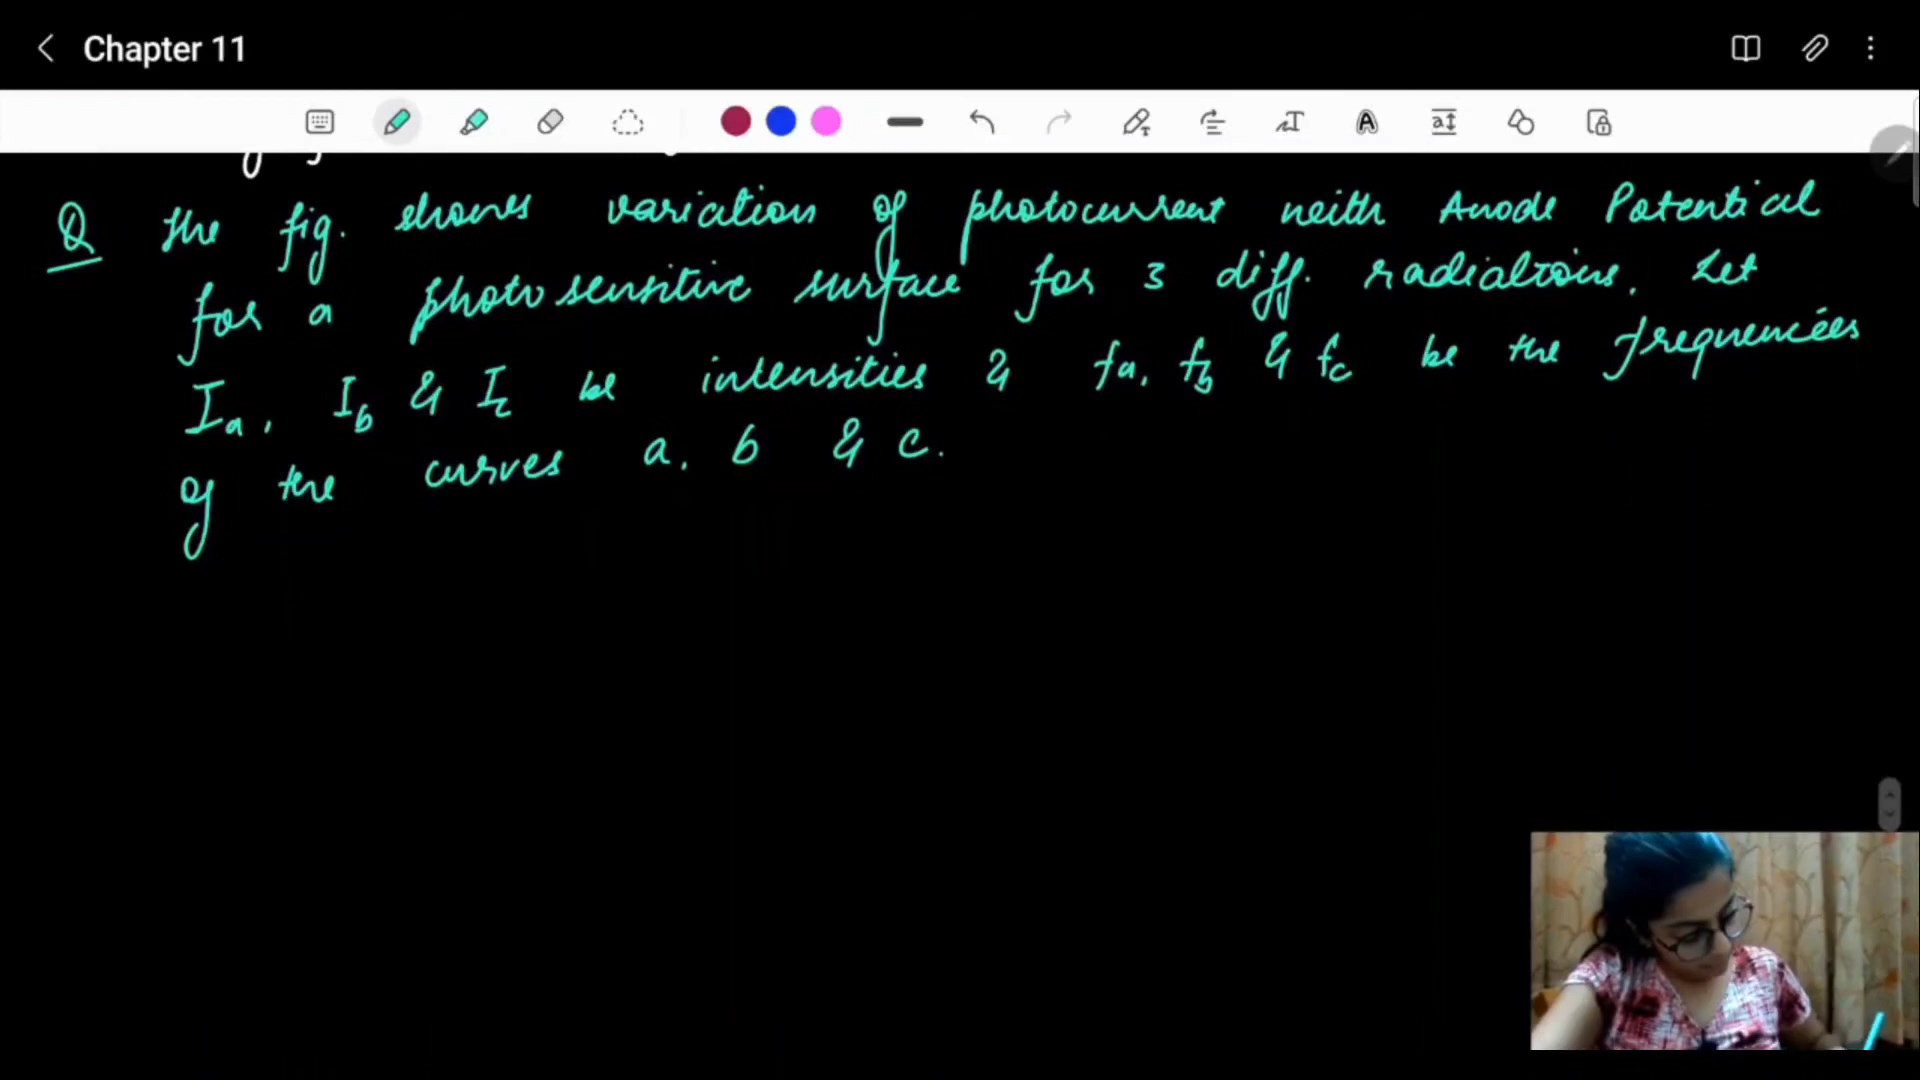 Chapter 11
Q The fig. shows variation of photocurrent with Anode Potential
for a photosensitive surface for 3 diff. radiations. Let
Ia, Ib & Ic be intensities & fa, fb & fc be the frequencies
of the curves a, b & c.